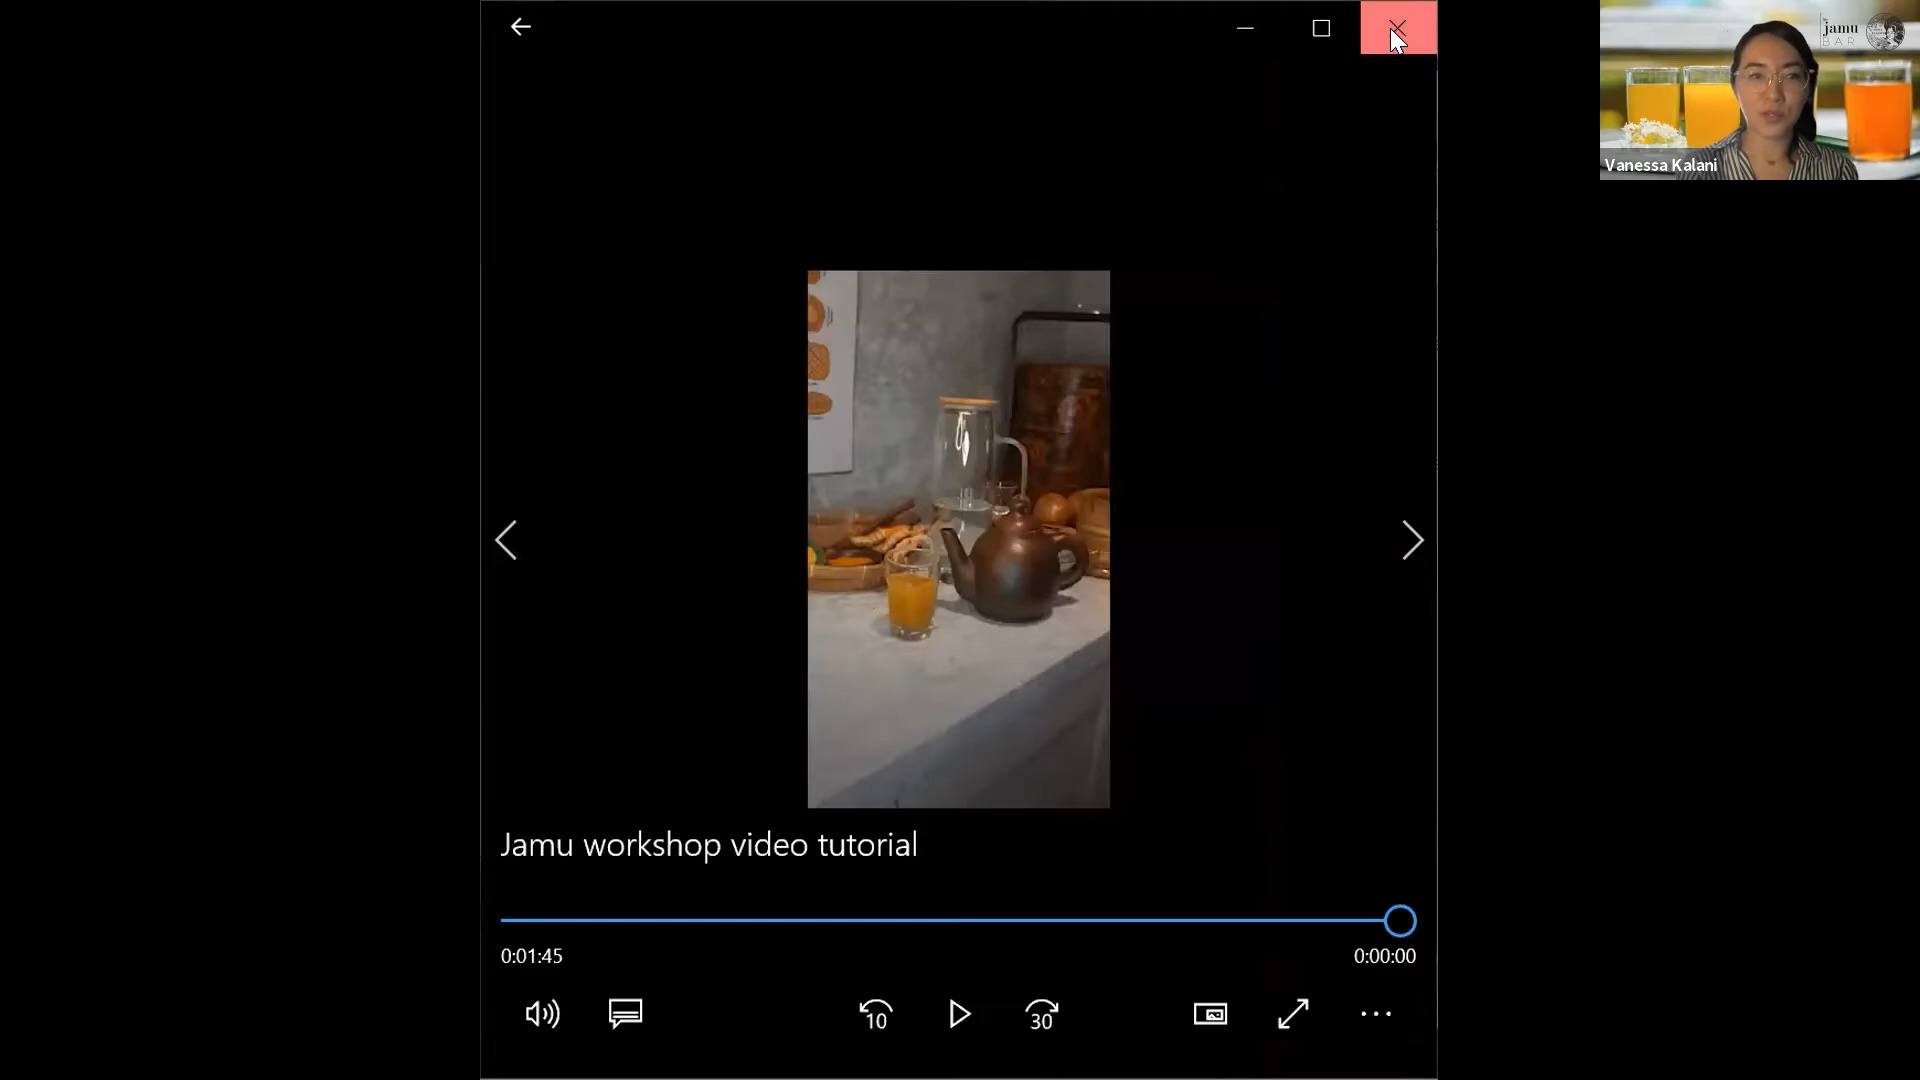 jamu
BAR
Vanessa Kalani
Jamu workshop video tutorial
0:01:45
0:00:00
10
30